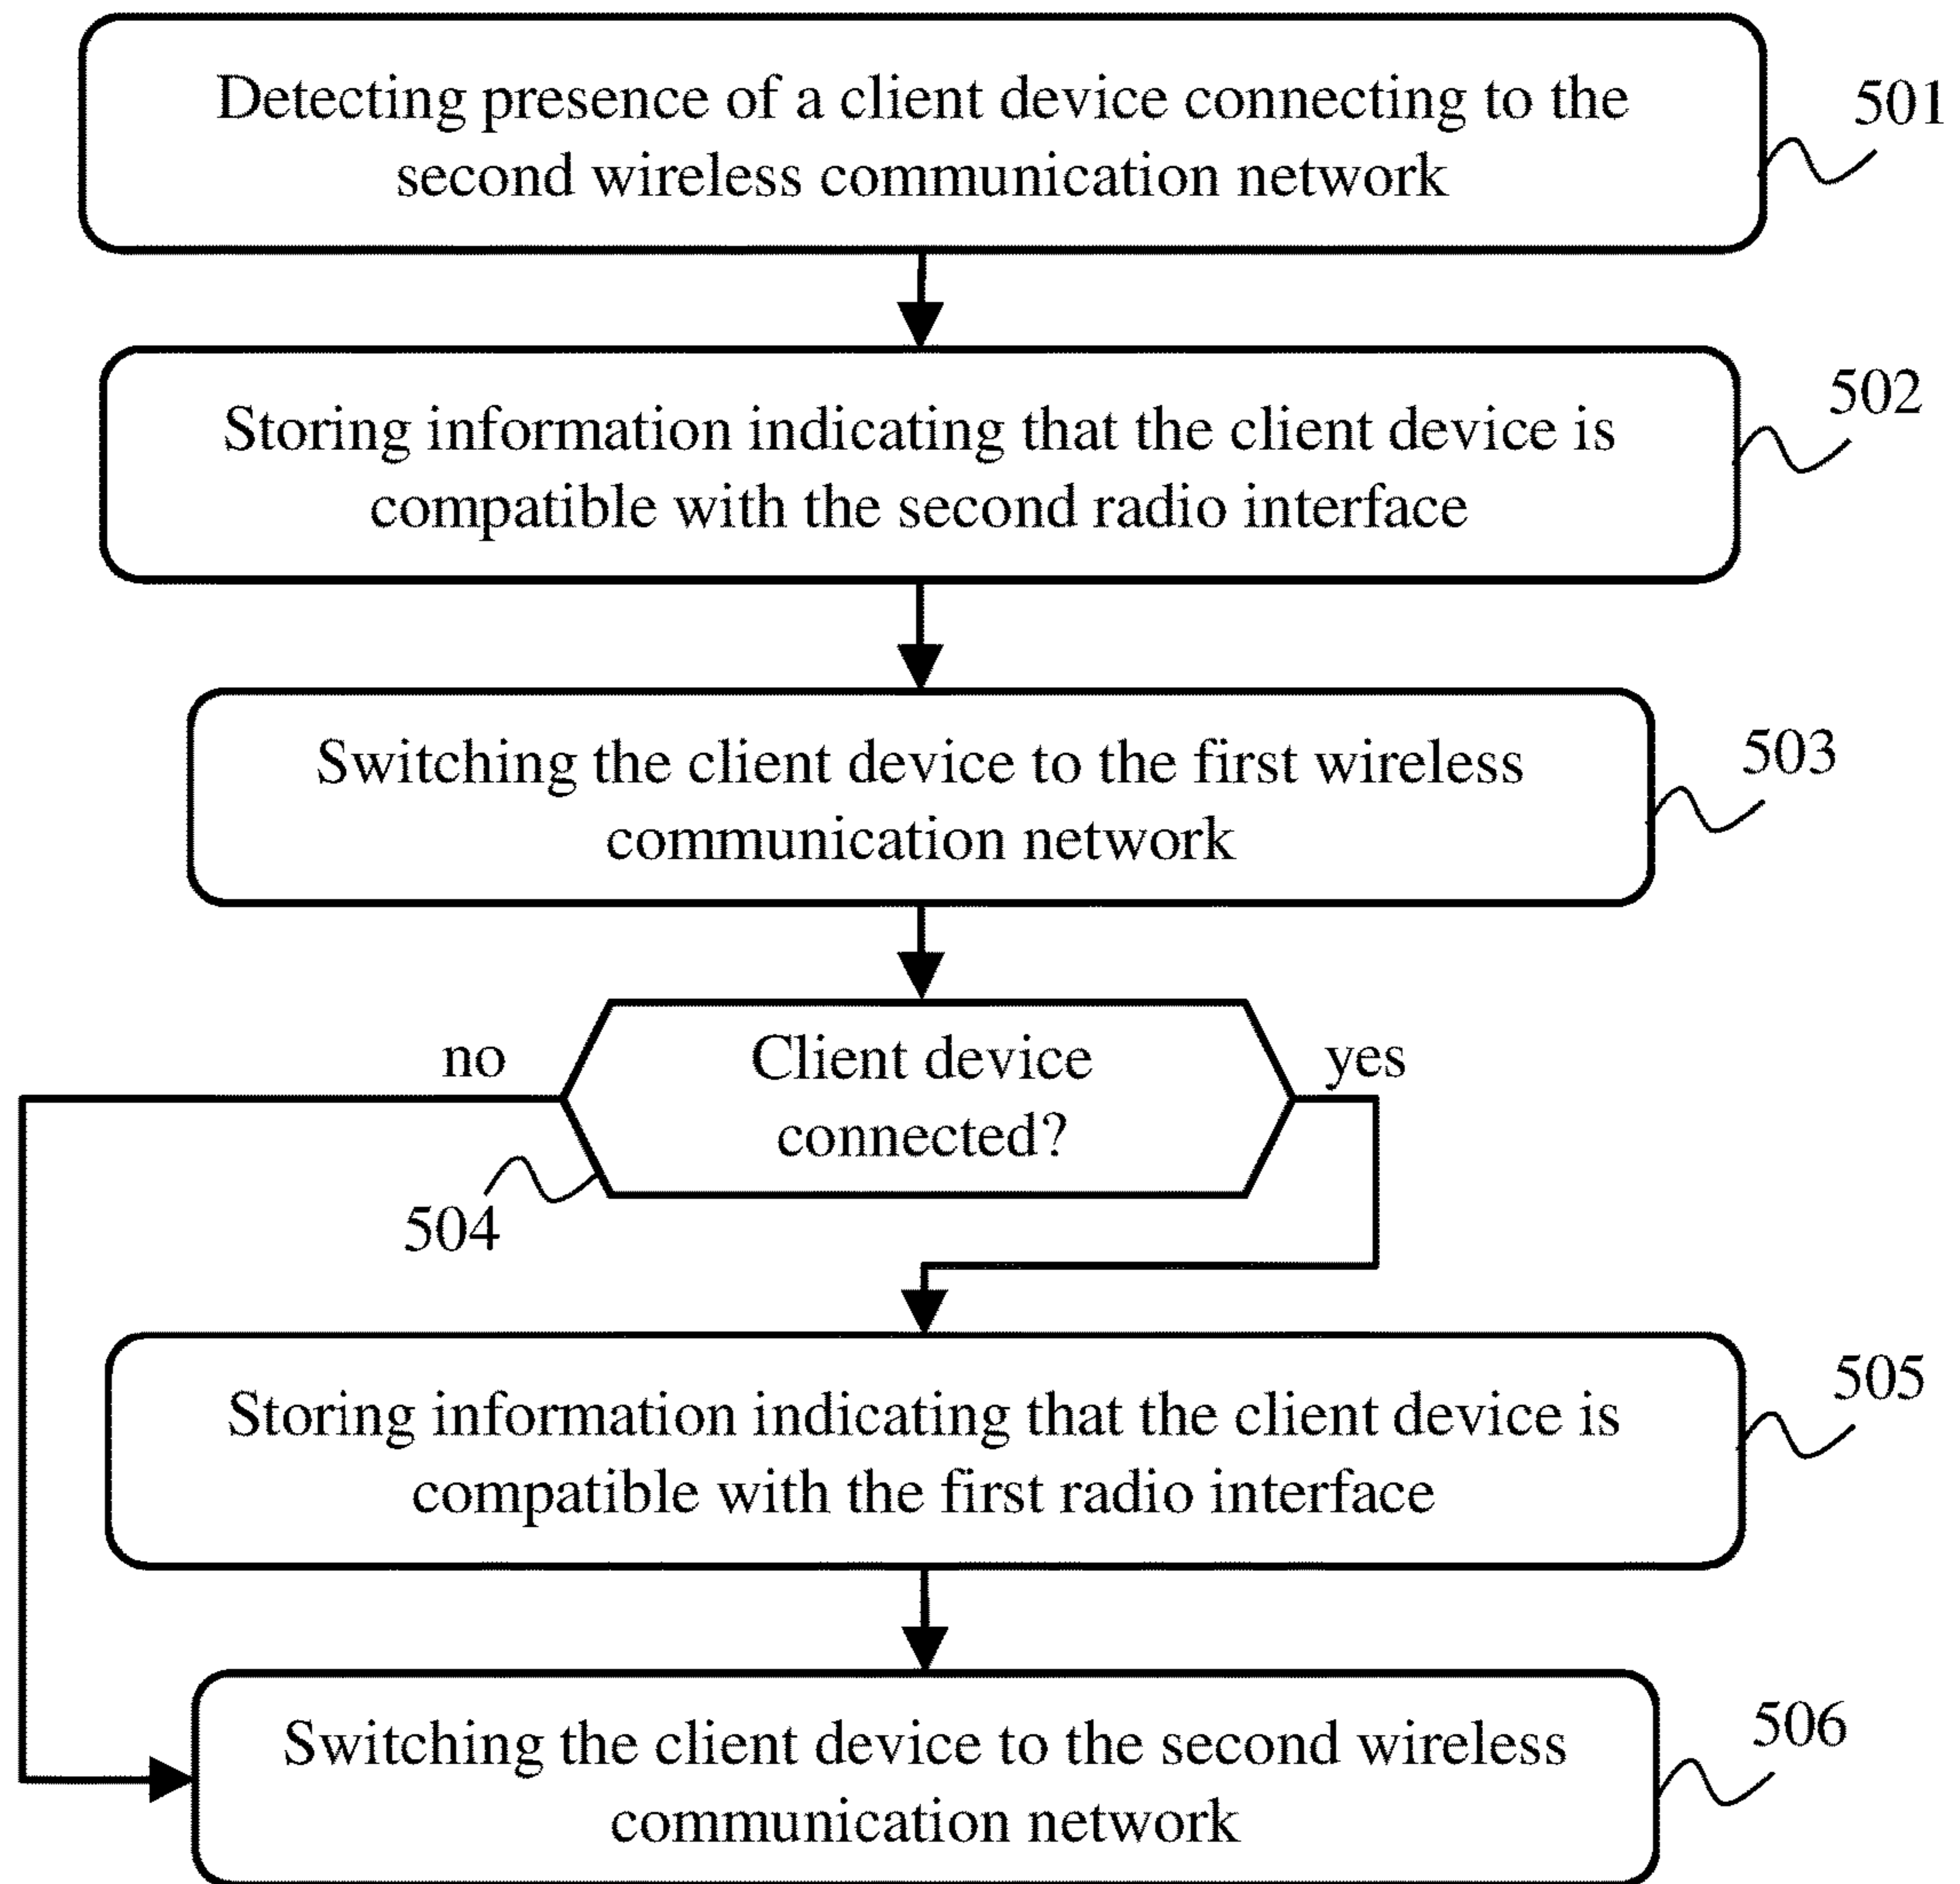 Detecting presence of a client device connecting to the
second wireless communication network
501
Storing information indicating that the client device is
compatible with the second radio interface
502
Switching the client device to the first wireless
communication network
503
no
Client device
connected?
yes
504
Storing information indicating that the client device is
compatible with the first radio interface
505
Switching the client device to the second wireless
communication network
506